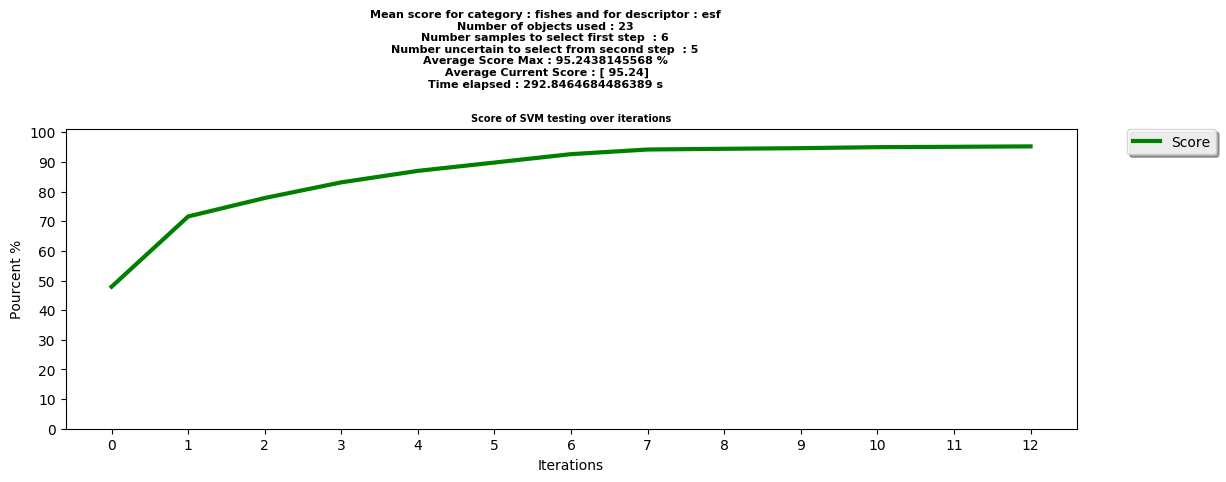 Mean score for category : fishes and for descriptor : esf
Number of objects used : 23
Number samples to select first step  : 6
Number uncertain to select from second step  : 5
Average Score Max : 95.2438145568 %
Average Current Score : [ 95.24]
Time elapsed : 292.8464684486389 s
Score of SVM testing over iterations
Score
100
90
80
70
60
50
40
30
20
10
0
Pourcent %
0 1 2 3 4 5 6 7 8 9 10 11 12
Iterations